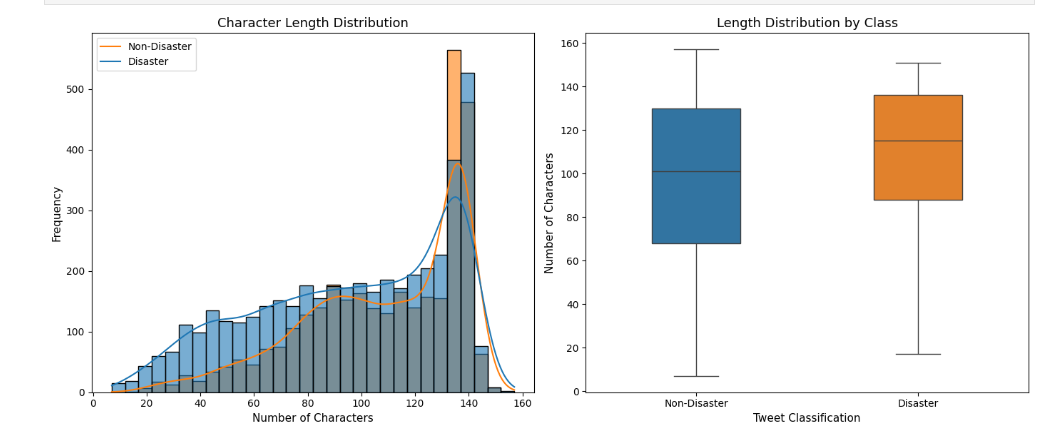 Character Length Distribution
Non-Disaster
Disaster
Frequency
500
400
300
200
100
0
0 20 40 60 80 100 120 140 160
Number of Characters
Length Distribution by Class
Number of Characters
160
140
120
100
80
60
40
20
0
Non-Disaster Disaster
Tweet Classification